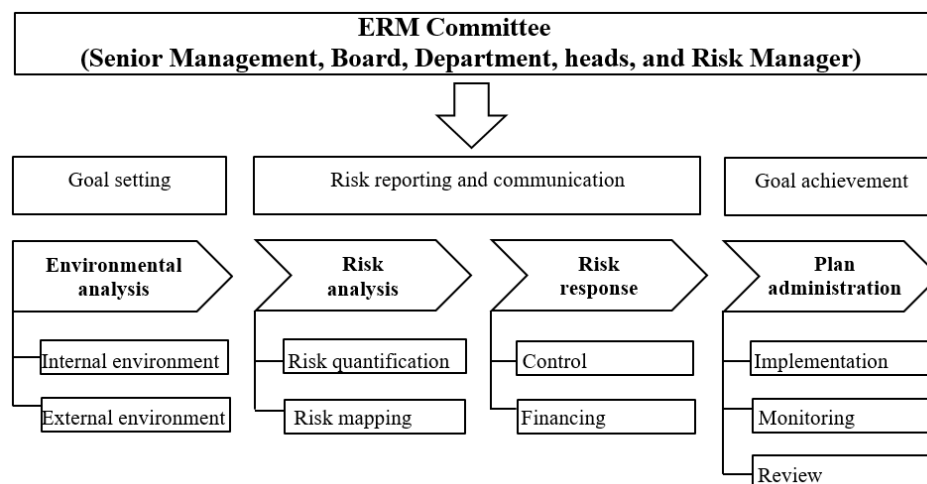 ERM Committee
(Senior Management, Board, Department, heads, and Risk Manager)
Goal setting
Risk reporting and communication
Goal achievement
Environmental
analysis
Risk
analysis
Risk
response
Plan
administration
Internal environment
External environment
Risk quantification
Risk mapping
Control
Financing
Implementation
Monitoring
Review